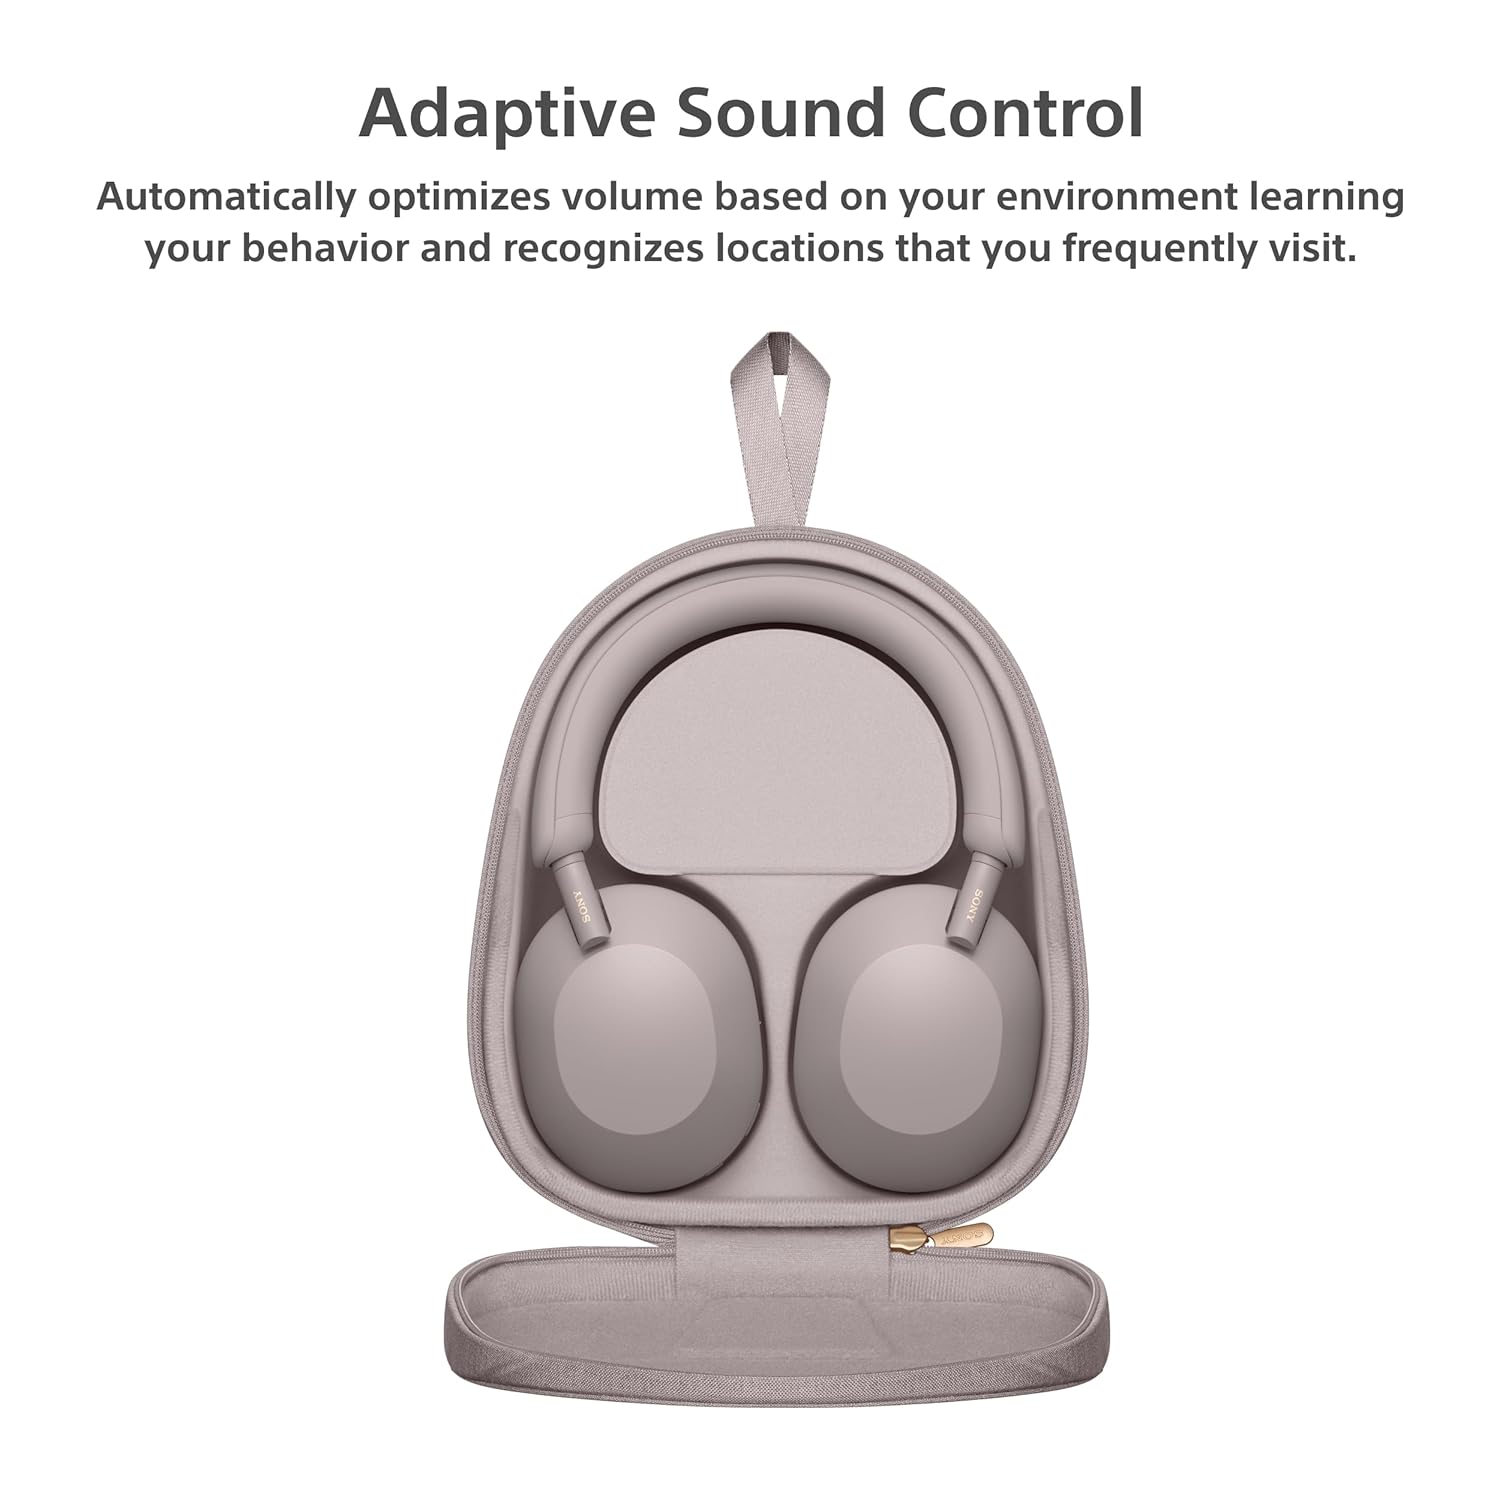 Adaptive Sound Control
Automatically optimizes volume based on your environment learning
your behavior and recognizes locations that you frequently visit.
SONY
SONY
SONY